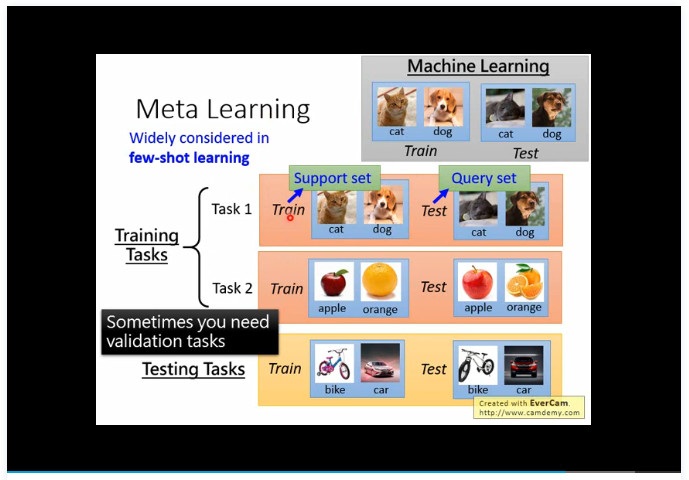 Machine Learning
cat dog cat dog
Train Test
Meta Learning
Widely considered in
few-shot learning
Support set Query set
Training
Tasks
Task 1 Train cat dog Test cat dog
Task 2 Train apple orange Test apple orange
Sometimes you need
validation tasks
Testing Tasks Train bike car Test bike car
Created with EverCam.
http://www.camdemy.com